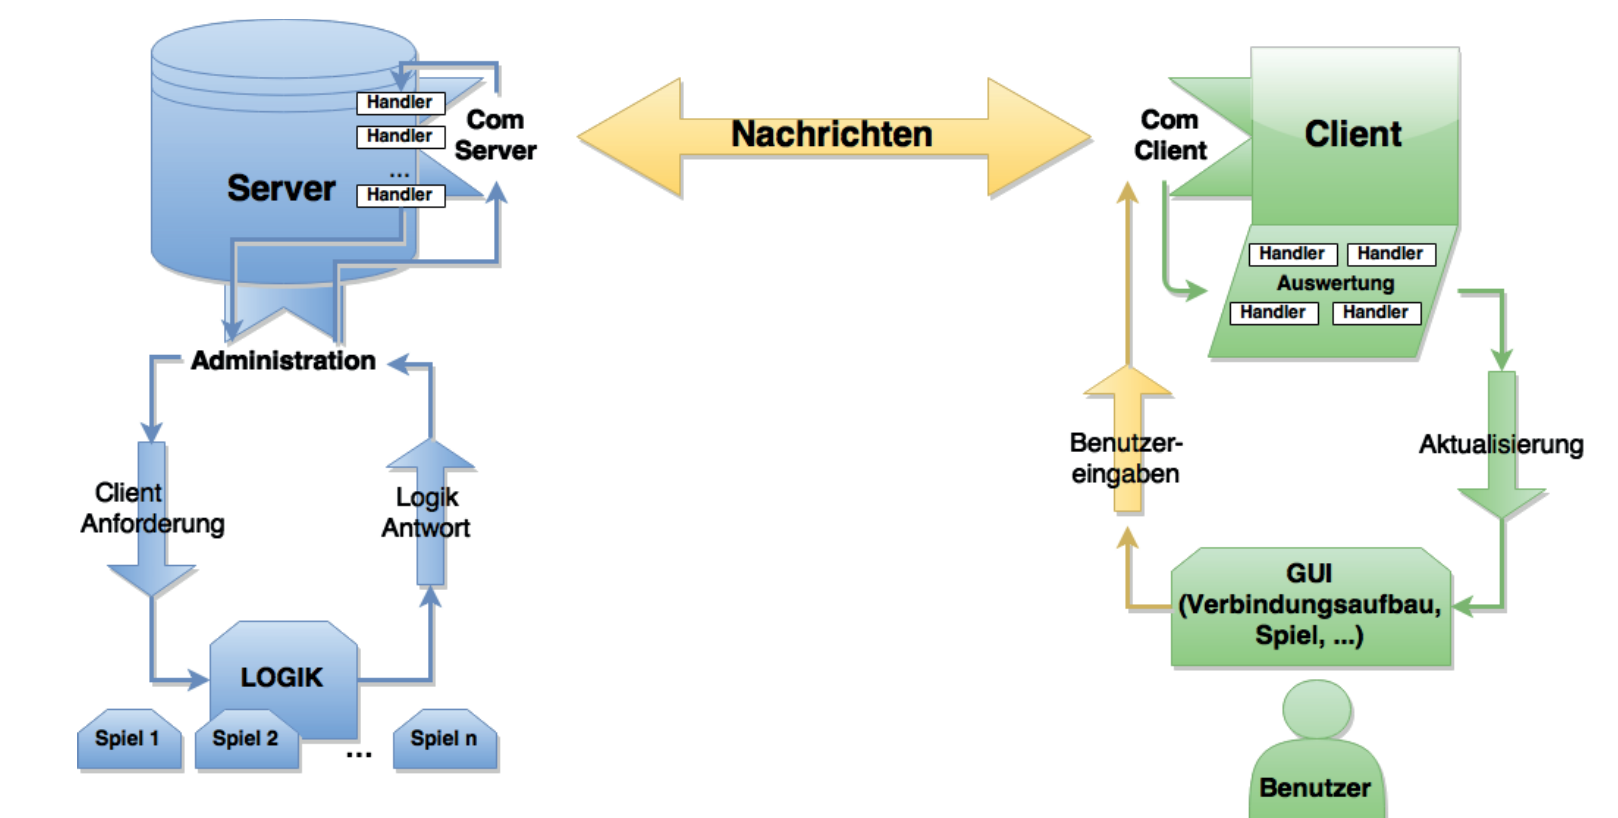 Handler
Handler
...
Handler
Com
Server
Server
Administration
Client
Anforderung
Logik
Antwort
LOGIK
Spiel 1
Spiel 2
...
Spiel n
Nachrichten
Com
Client
Client
Handler
Handler
Auswertung
Handler
Handler
Benutzer-
eingaben
Aktualisierung
GUI
(Verbindungsaufbau,
Spiel, ...)
Benutzer